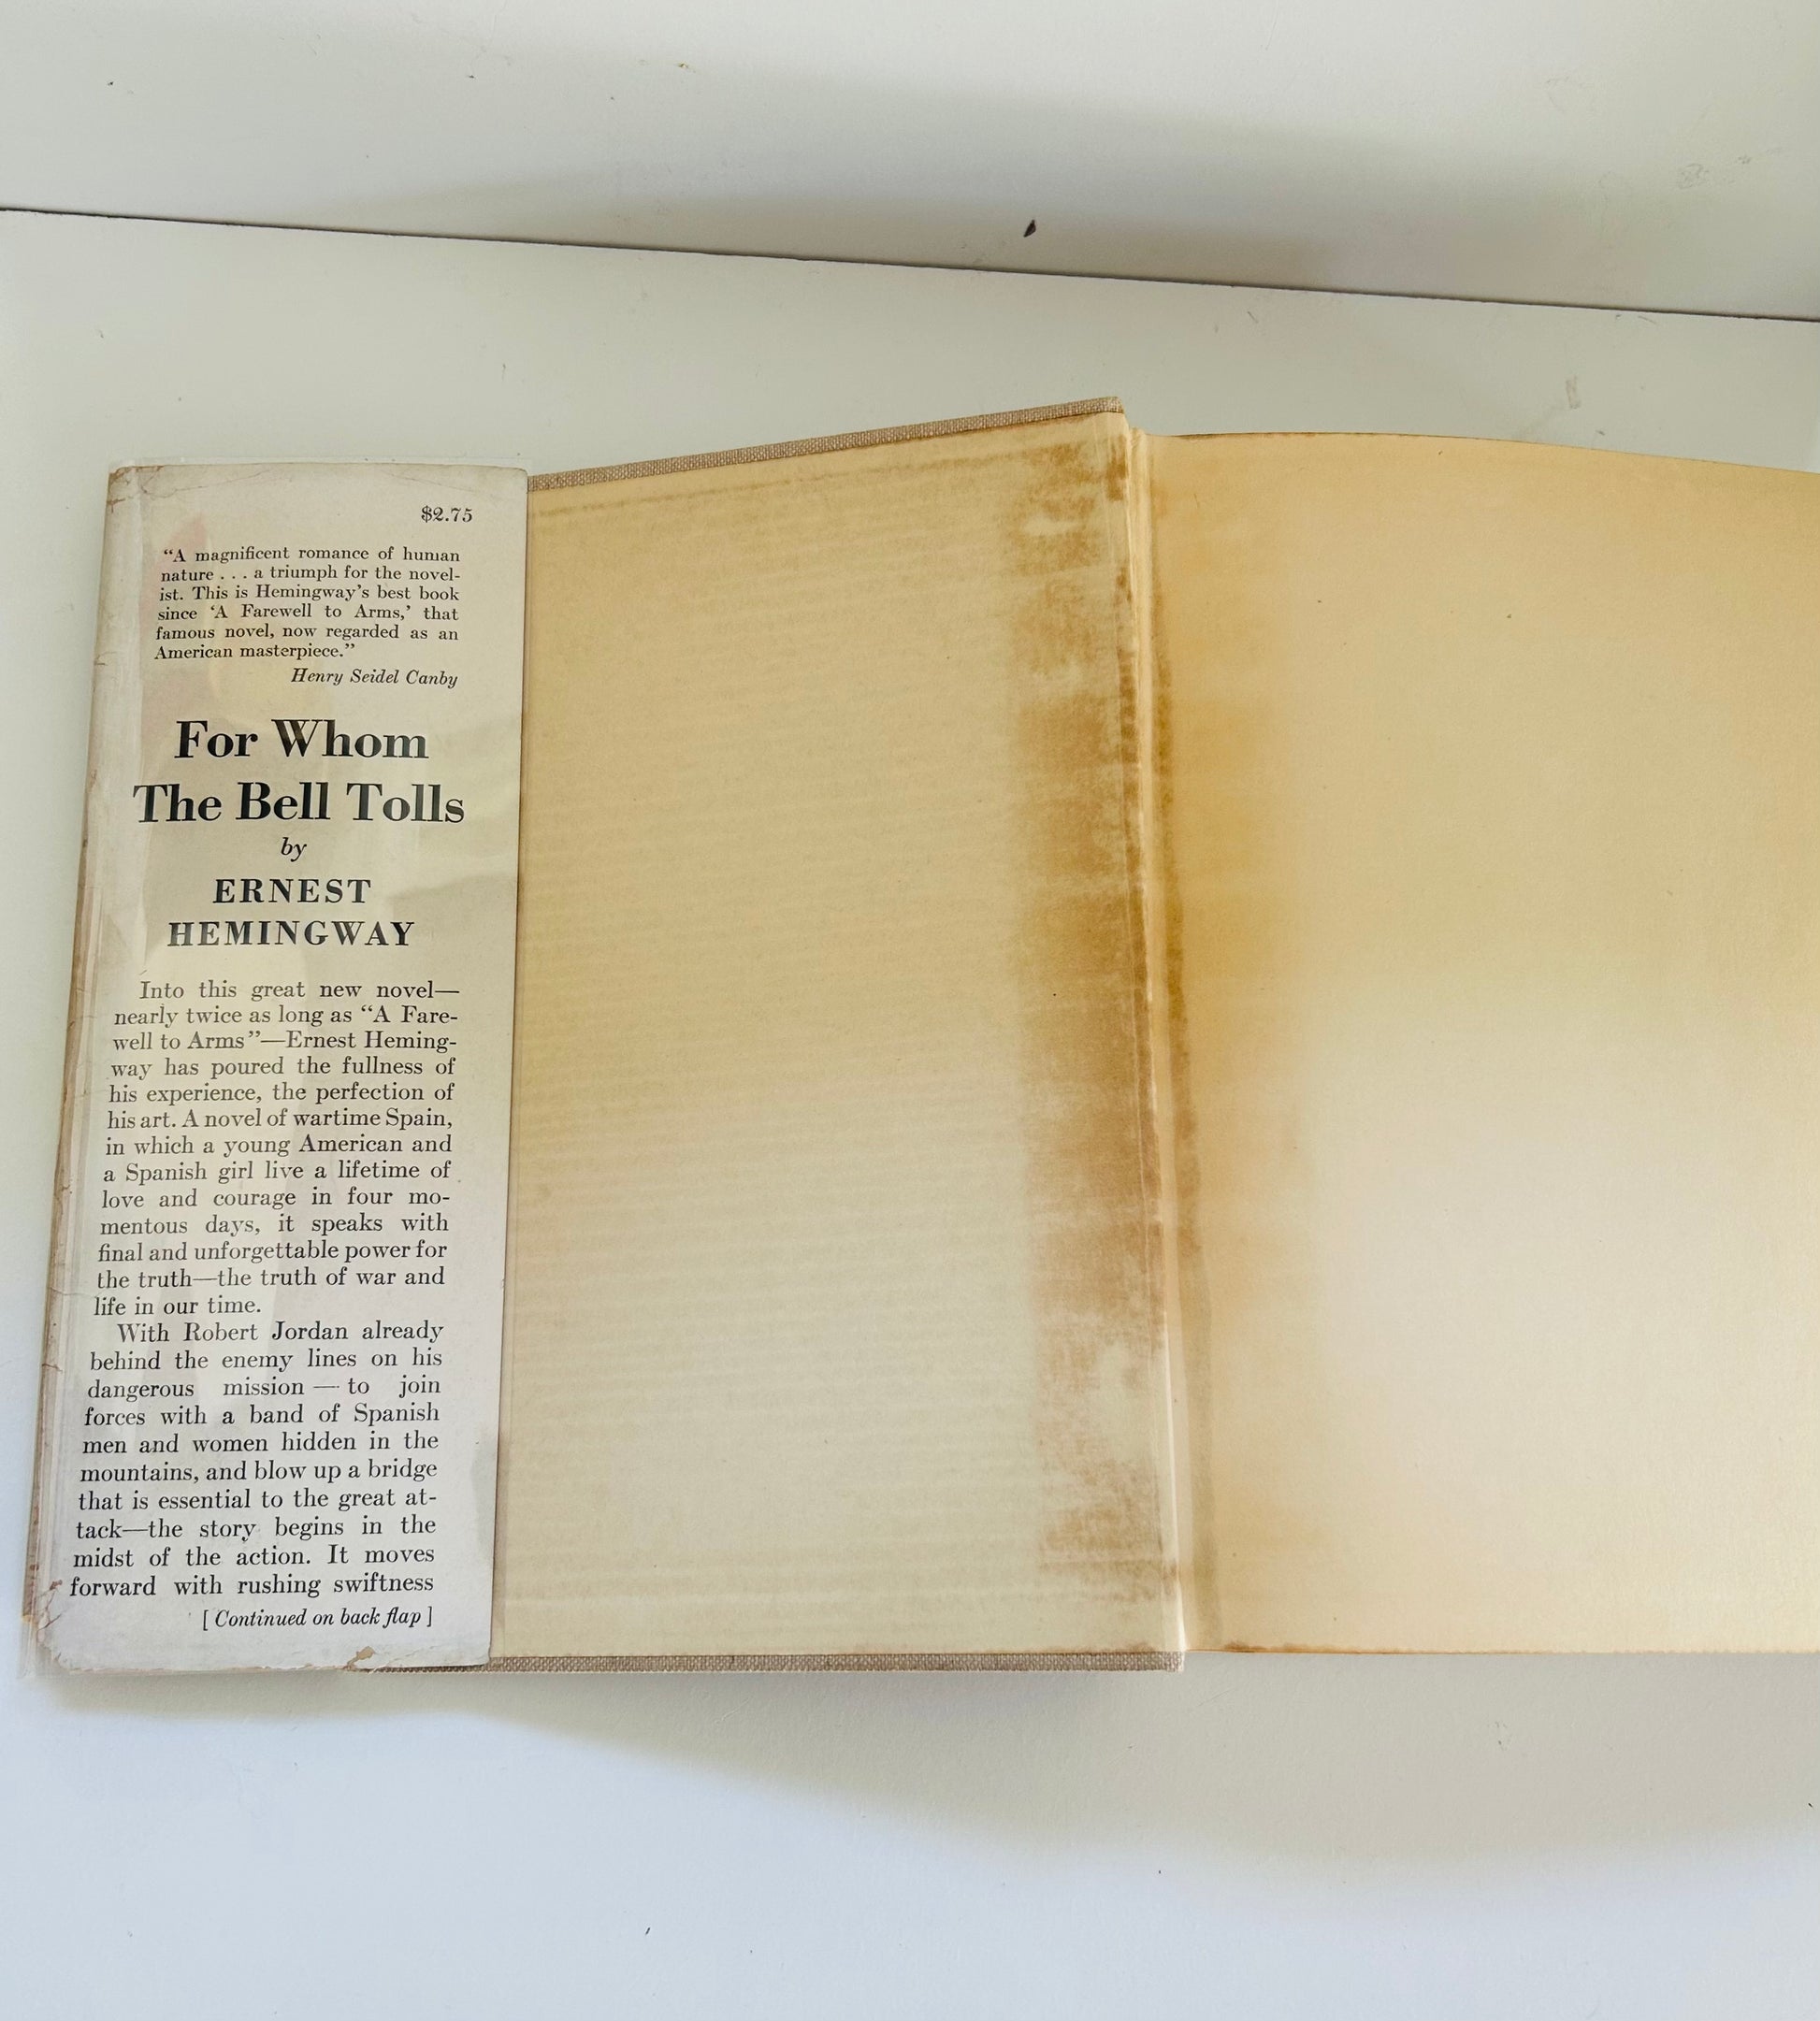 $2.75
“A magnificent romance of human
nature . . . a triumph for the novel-
ist. This is Hemingway’s best book
since ‘A Farewell to Arms,’ that
famous novel, now regarded as an
American masterpiece.”
Henry Seidel Canby
For Whom
The Bell Tolls
by
ERNEST
HEMINGWAY
Into this great new novel—
nearly twice as long as “A Fare-
well to Arms”—Ernest Heming-
way has poured the fullness of
his experience, the perfection of
his art. A novel of wartime Spain,
in which a young American and
a Spanish girl live a lifetime of
love and courage in four mo-
mentous days, it speaks with
final and unforgettable power for
the truth—the truth of war and
life in our time.
With Robert Jordan already
behind the enemy lines on his
dangerous mission — to join
forces with a band of Spanish
men and women hidden in the
mountains, and blow up a bridge
that is essential to the great at-
tack—the story begins in the
midst of the action. It moves
forward with rushing swiftness
[ Continued on back flap ]